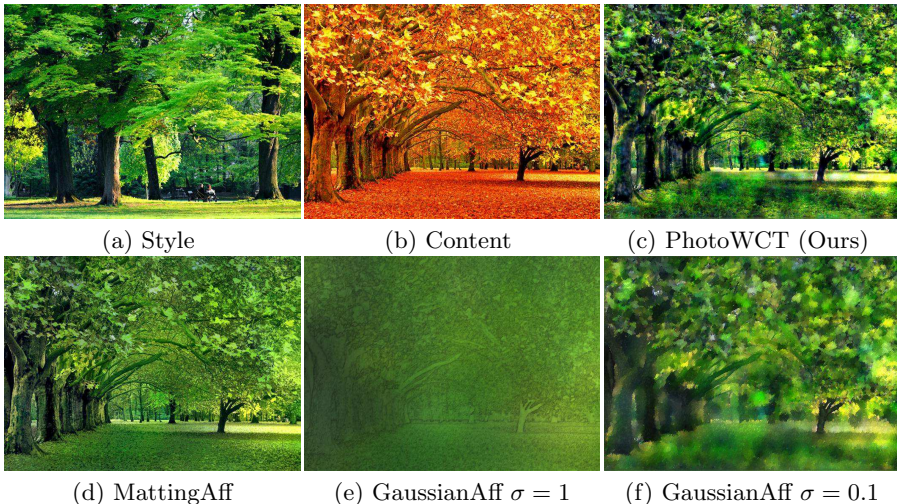 (a) Style
(b) Content
(c) PhotoWCT (Ours)
(d) MattingAff
(e) GaussianAff σ = 1
(f) GaussianAff σ = 0.1